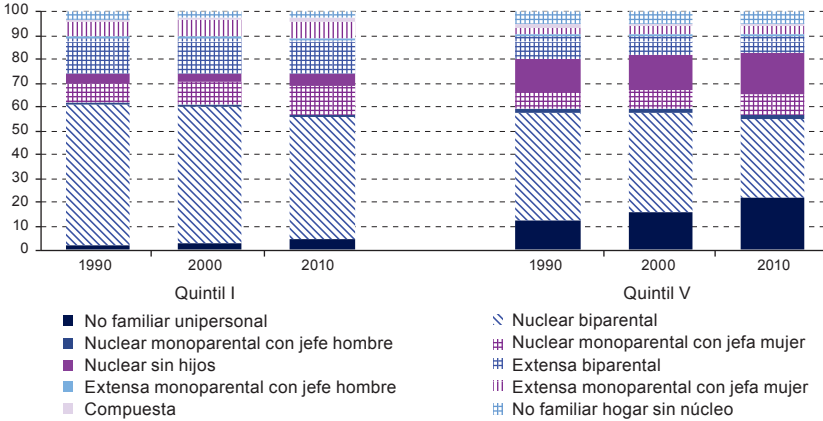 100
90
80
70
60
50
40
30
20
10
0
1990 2000 2010 1990 2000 2010
Quintil I Quintil V
No familiar unipersonal Nuclear biparental
Nuclear monoparental con jefe hombre Nuclear monoparental con jefa mujer
Nuclear sin hijos Extensa biparental
Extensa monoparental con jefe hombre Extensa monoparental con jefa mujer
Compuesta No familiar hogar sin núcleo